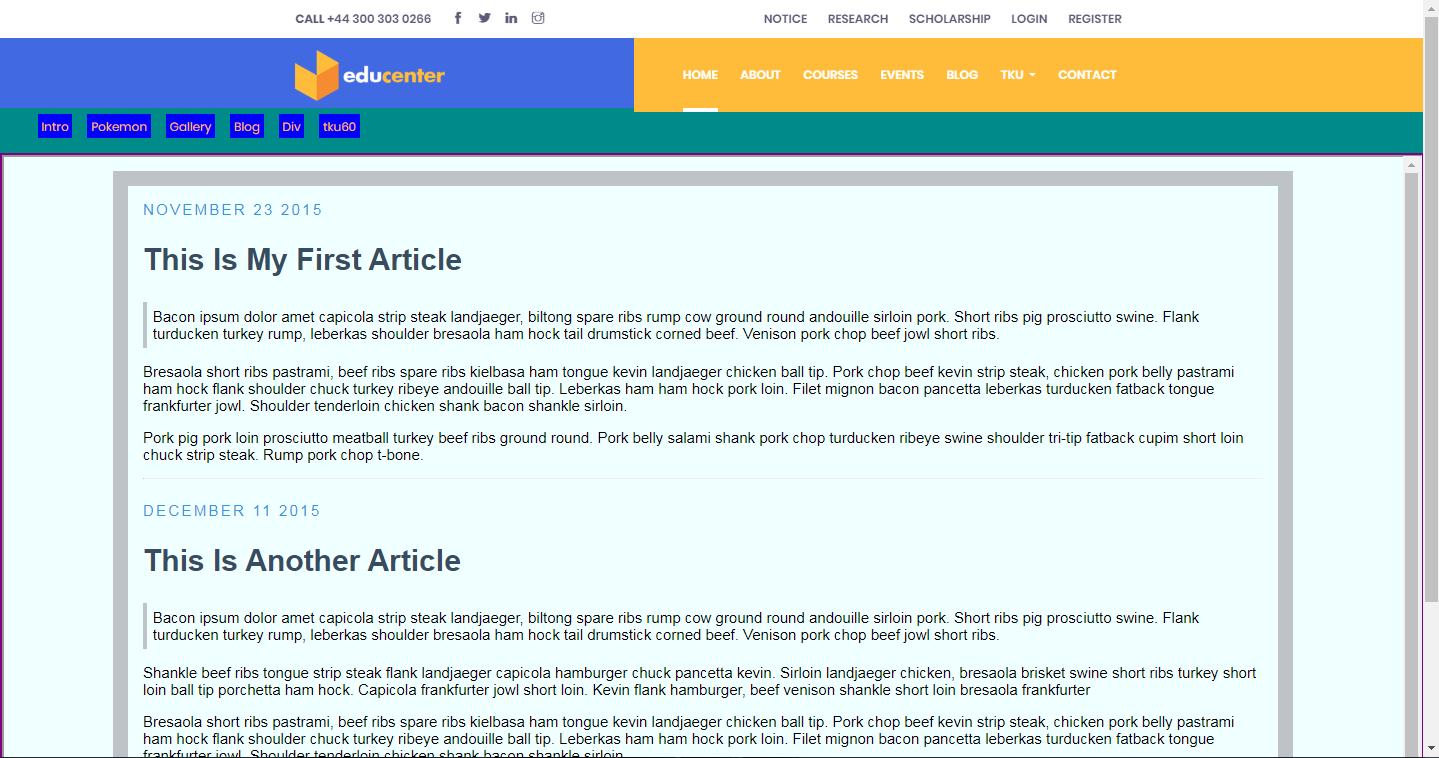 CALL +44 300 303 0266
NOTICE RESEARCH SCHOLARSHIP LOGIN REGISTER
educenter
HOME ABOUT COURSES EVENTS BLOG TKU CONTACT
Intro Pokemon Gallery Blog Div tku60
NOVEMBER 23 2015
This Is My First Article
Bacon ipsum dolor amet capicola strip steak landjaeger, biltong spare ribs rump cow ground round andouille sirloin pork. Short ribs pig prosciutto swine. Flank
turducken turkey rump, leberkas shoulder bresaola ham hock tail drumstick corned beef. Venison pork chop beef jowl short ribs.
Bresaola short ribs pastrami, beef ribs spare ribs kielbasa ham tongue kevin landjaeger chicken ball tip. Pork chop beef kevin strip steak, chicken pork belly pastrami
ham hock flank shoulder chuck turkey ribeye andouille ball tip. Leberkas ham ham hock pork loin. Filet mignon bacon pancetta leberkas turducken fatback tongue
frankfurter jowl. Shoulder tenderloin chicken shank bacon shankle sirloin.
Pork pig pork loin prosciutto meatball turkey beef ribs ground round. Pork belly salami shank pork chop turducken ribeye swine shoulder tri-tip fatback cupim short loin
chuck strip steak. Rump pork chop t-bone.
DECEMBER 11 2015
This Is Another Article
Bacon ipsum dolor amet capicola strip steak landjaeger, biltong spare ribs rump cow ground round andouille sirloin pork. Short ribs pig prosciutto swine. Flank
turducken turkey rump, leberkas shoulder bresaola ham hock tail drumstick corned beef. Venison pork chop beef jowl short ribs.
Shankle beef ribs tongue strip steak flank landjaeger capicola hamburger chuck pancetta kevin. Sirloin landjaeger chicken, bresaola brisket swine short ribs turkey short
loin ball tip porchetta ham hock. Capicola frankfurter jowl short loin. Kevin flank hamburger, beef venison shankle short loin bresaola frankfurter
Bresaola short ribs pastrami, beef ribs spare ribs kielbasa ham tongue kevin landjaeger chicken ball tip. Pork chop beef kevin strip steak, chicken pork belly pastrami
ham hock flank shoulder chuck turkey ribeye andouille ball tip. Leberkas ham ham hock pork loin. Filet mignon bacon pancetta leberkas turducken fatback tongue
frankfurter jowl. Shoulder tenderloin chicken shank bacon shankle sirloin.